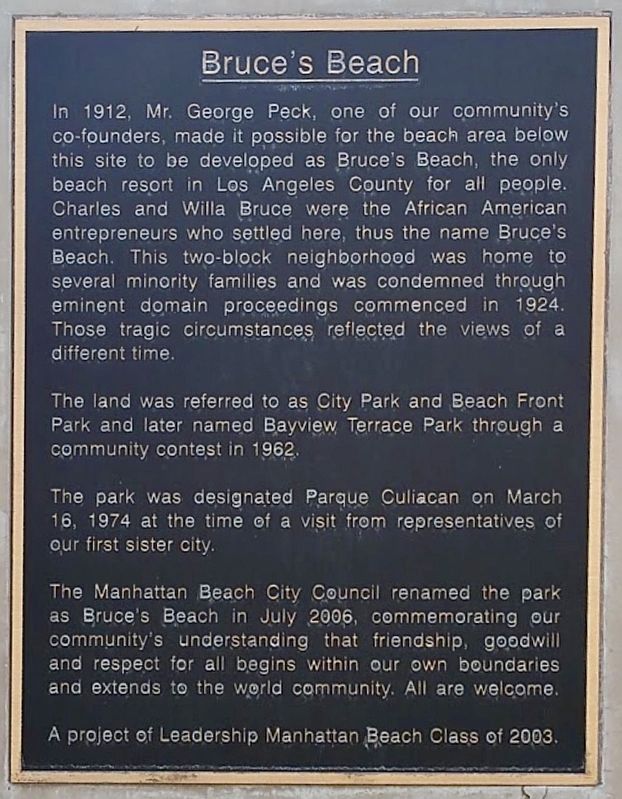 Bruce's Beach
In 1912, Mr. George Peck, one of our community's
co-founders, made it possible for the beach area below
this site to be developed as Bruce's Beach, the only
beach resort in Los Angeles County for all people.
Charles and Willa Bruce were the African American
entrepreneurs who settled here, thus the name Bruce's
Beach. This two-block neighborhood was home to
several minority families and was condemned through
eminent domain proceedings commenced in 1924.
Those tragic circumstances reflected the views of a
different time.
The land was referred to as City Park and Beach Front
Park and later named Bayview Terrace Park through a
community contest in 1962.
The park was designated Parque Culiacan on March
16, 1974 at the time of a visit from representatives of
our first sister city.
The Manhattan Beach City Council renamed the park
as Bruce's Beach in July 2006, commemorating our
community's understanding that friendship, goodwill
and respect for all begins within our own boundaries
and extends to the world community. All are welcome.
A project of Leadership Manhattan Beach Class of 2003.